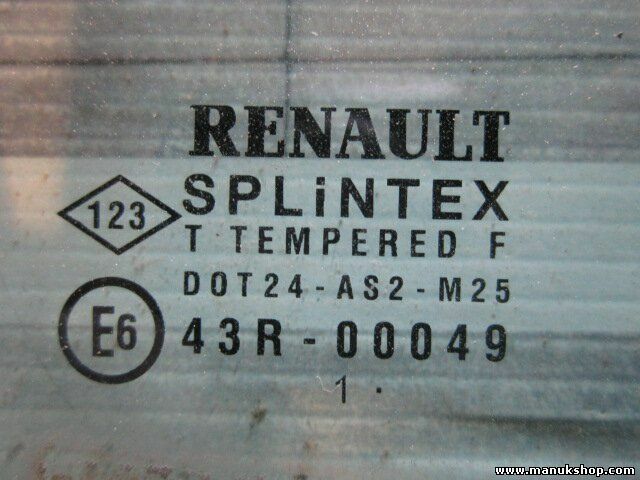 RENAULT
SPLiNTEX
123
T TEMPERED F
DOT24-AS2-M25
E6
43R-00049
1 .
www.manukshop.com